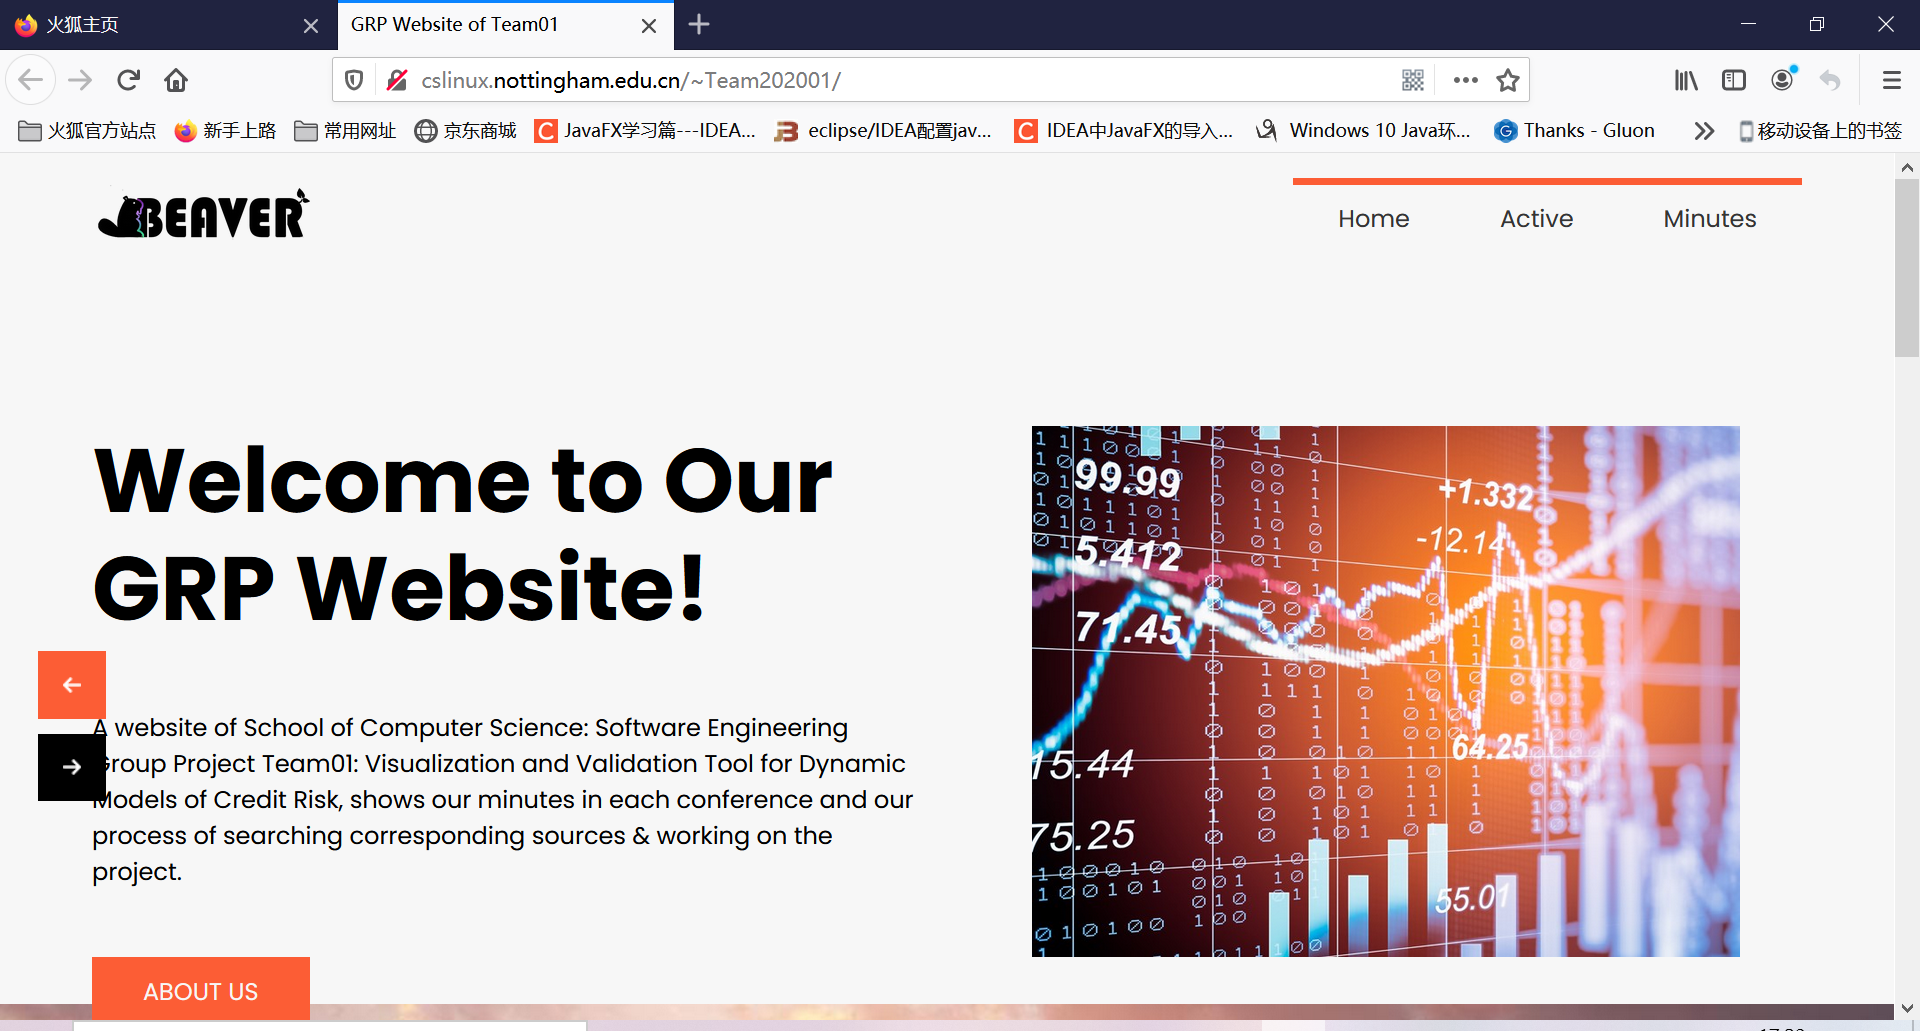 火狐主页
GRP Website of Team01
cslinux.nottingham.edu.cn/~Team202001/
火狐官方站点 新手上路 常用网址 京东商城 JavaFX学习篇---IDEA... eclipse/IDEA配置jav... IDEA中JavaFX的导入... Windows 10 Java环... Thanks - Gluon 移动设备上的书签
BEAVER
Home Active Minutes
Welcome to Our
GRP Website!
A website of School of Computer Science: Software Engineering
Group Project Team01: Visualization and Validation Tool for Dynamic
Models of Credit Risk, shows our minutes in each conference and our
process of searching corresponding sources & working on the
project.
ABOUT US
99.99
+1.332
-12.14
5.412
71.45
64.25
15.44
75.25
55.01